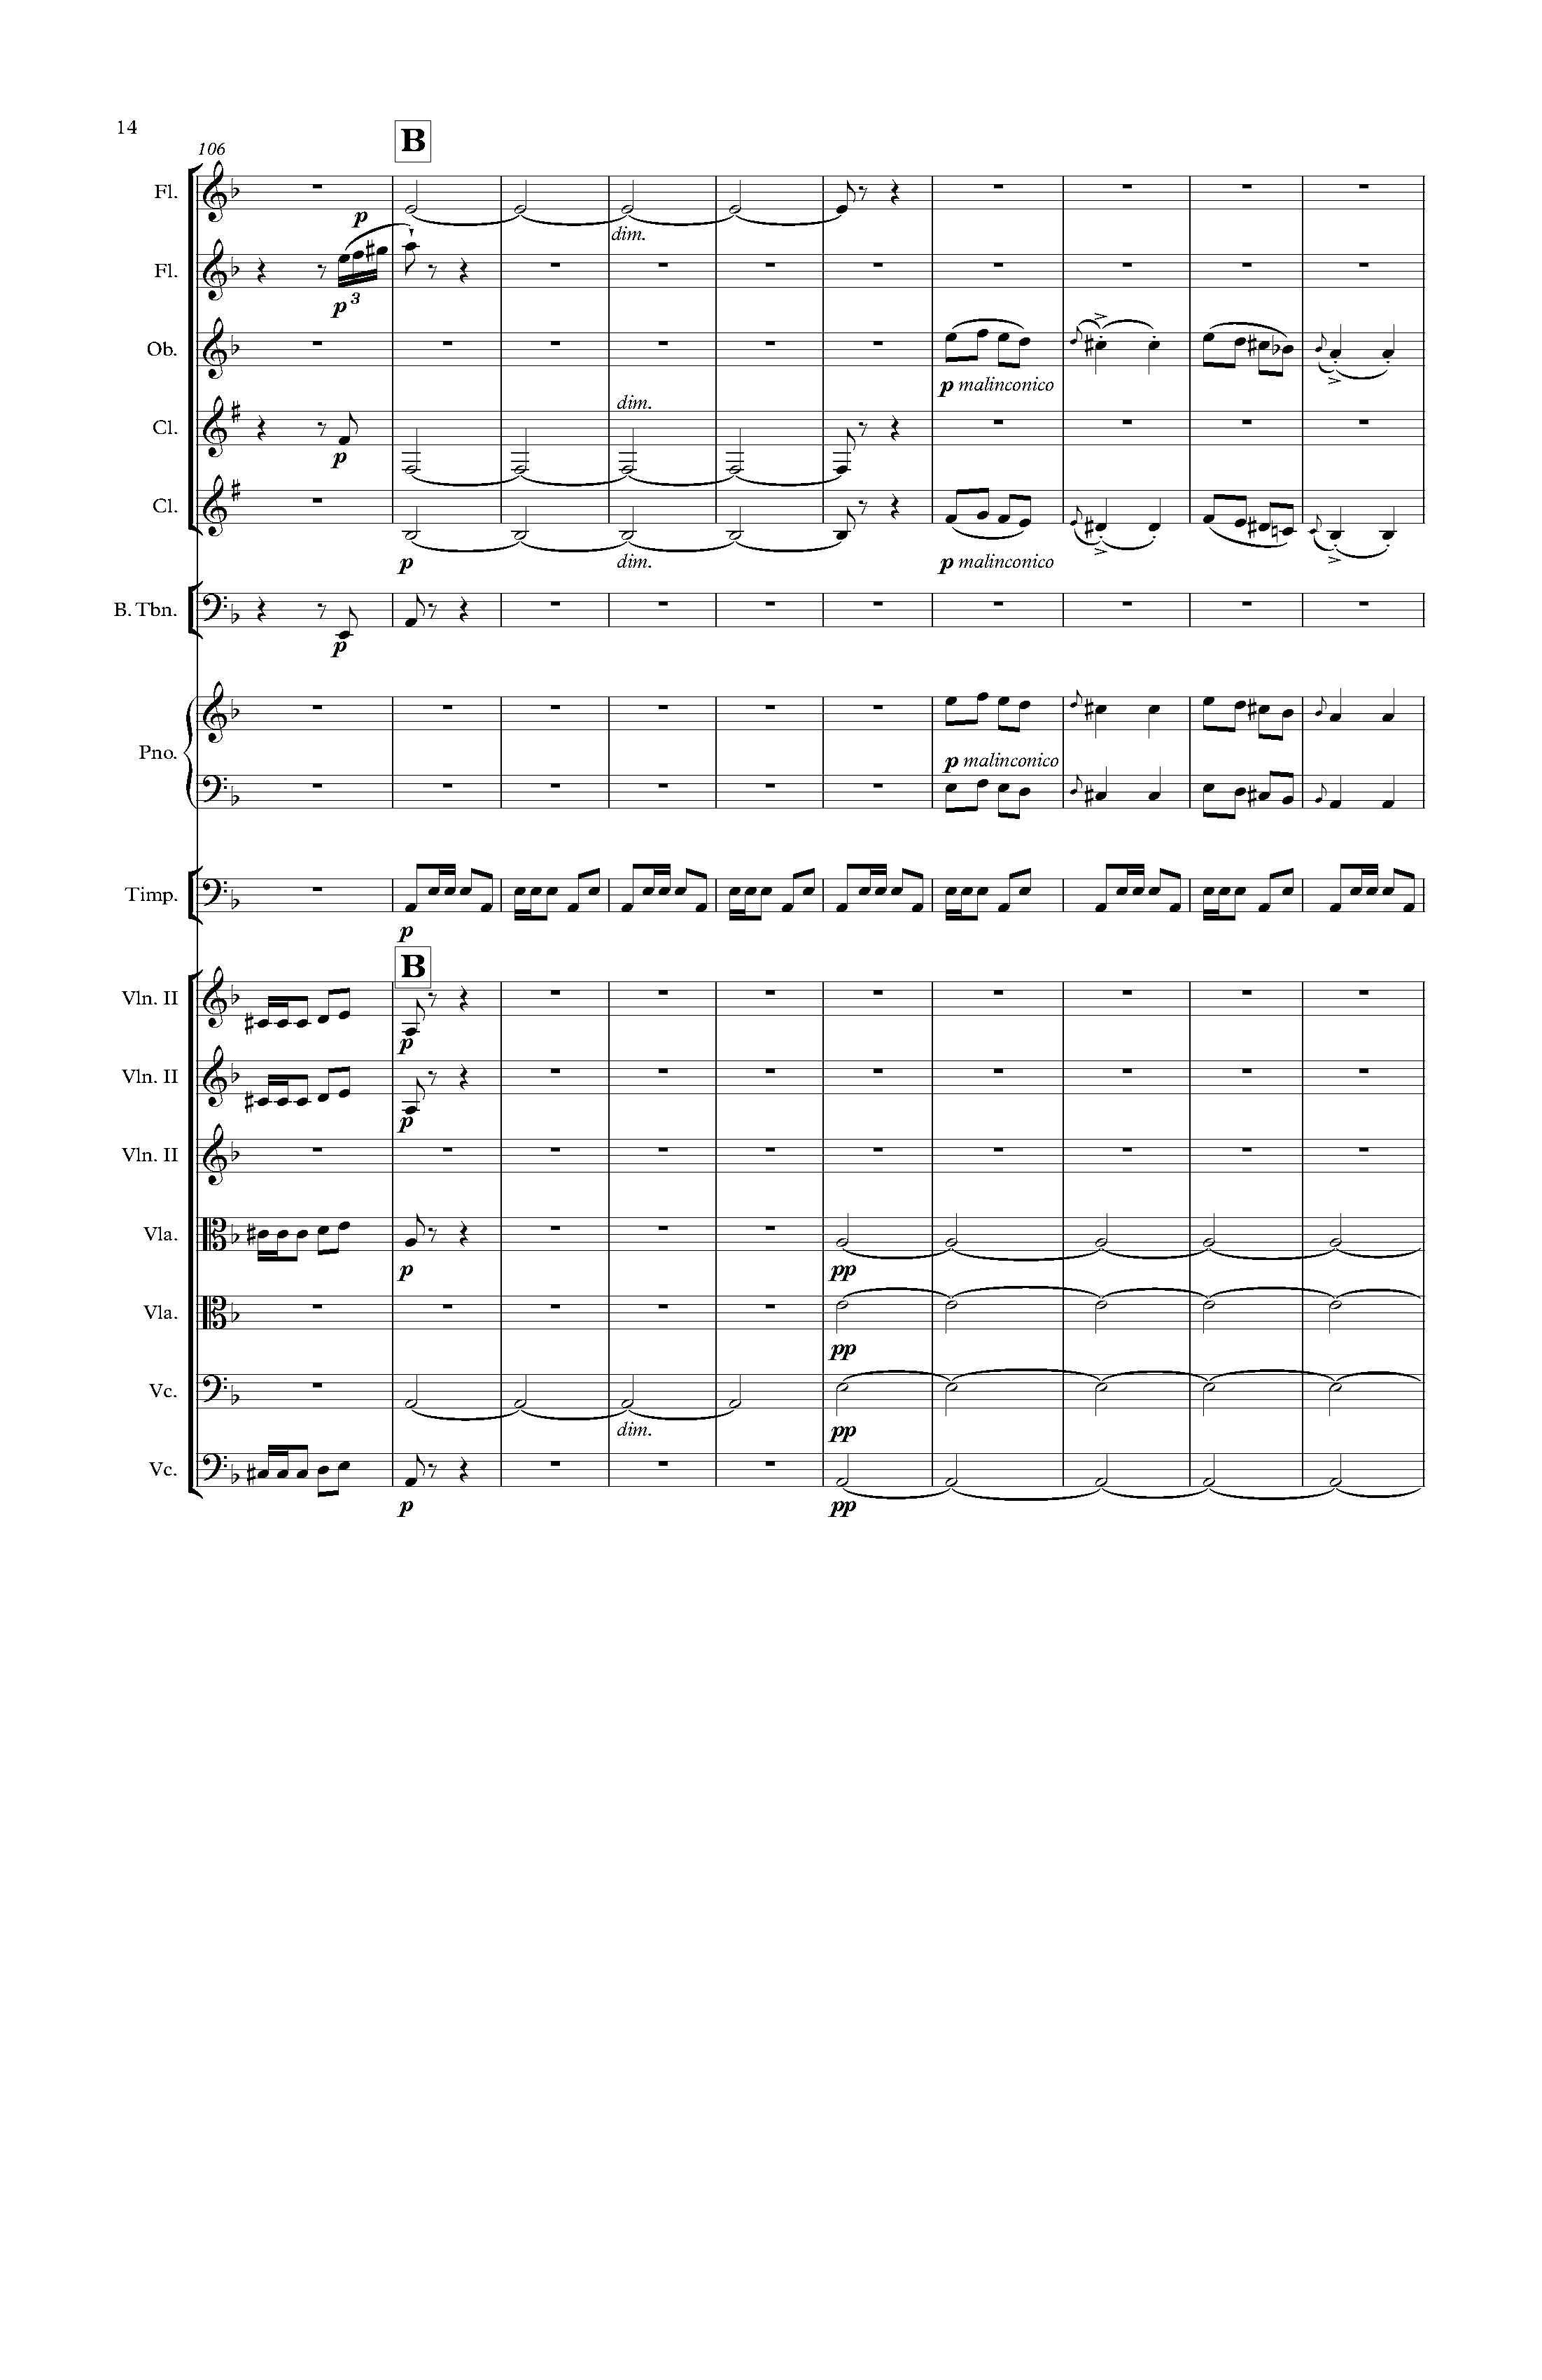 14
106
B
Fl.
p
dim.
Fl.
p 3
Ob.
p malinconico
dim.
Cl.
p
Cl.
p dim. p malinconico
B. Tbn.
p
Pno.
p malinconico
Timp.
p
B
Vln. II
p
Vln. II
p
Vln. II
Vla.
p pp
Vla.
pp
Vc.
dim. pp
Vc.
p pp